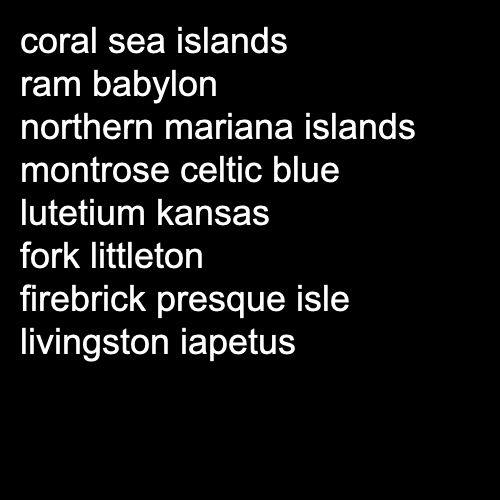 coral sea islands
ram babylon
northern mariana islands
montrose celtic blue
lutetium kansas
fork littleton
firebrick presque isle
livingston iapetus